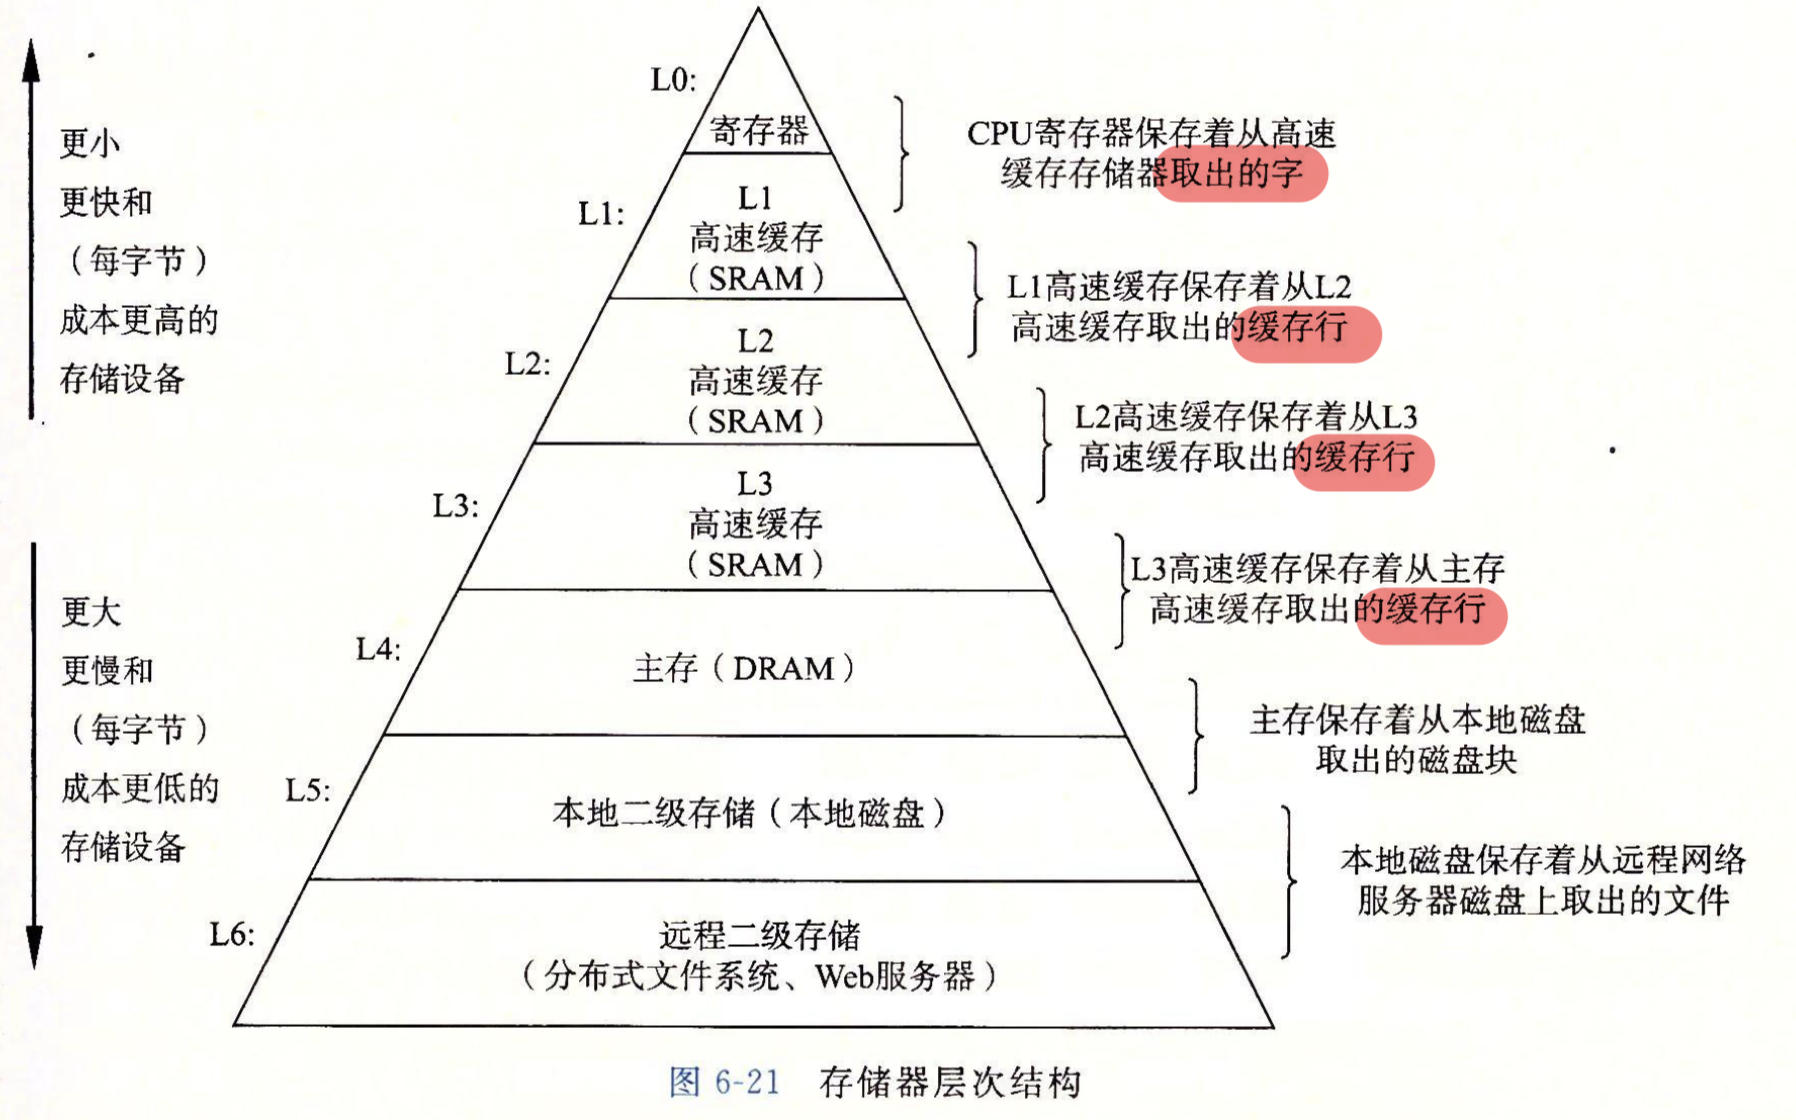 更小
更快和
（每字节）
成本更高的
存储设备
更大
更慢和
（每字节）
成本更低的
存储设备
L0:
寄存器
L1:
L1
高速缓存
（SRAM）
L2:
L2
高速缓存
（SRAM）
L3:
L3
高速缓存
（SRAM）
L4:
主存（DRAM）
L5:
本地二级存储（本地磁盘）
L6:
远程二级存储
（分布式文件系统、Web服务器）
CPU寄存器保存着从高速
缓存存储器取出的字
L1高速缓存保存着从L2
高速缓存取出的缓存行
L2高速缓存保存着从L3
高速缓存取出的缓存行
L3高速缓存保存着从主存
高速缓存取出的缓存行
主存保存着从本地磁盘
取出的磁盘块
本地磁盘保存着从远程网络
服务器磁盘上取出的文件
图 6-21 存储器层次结构